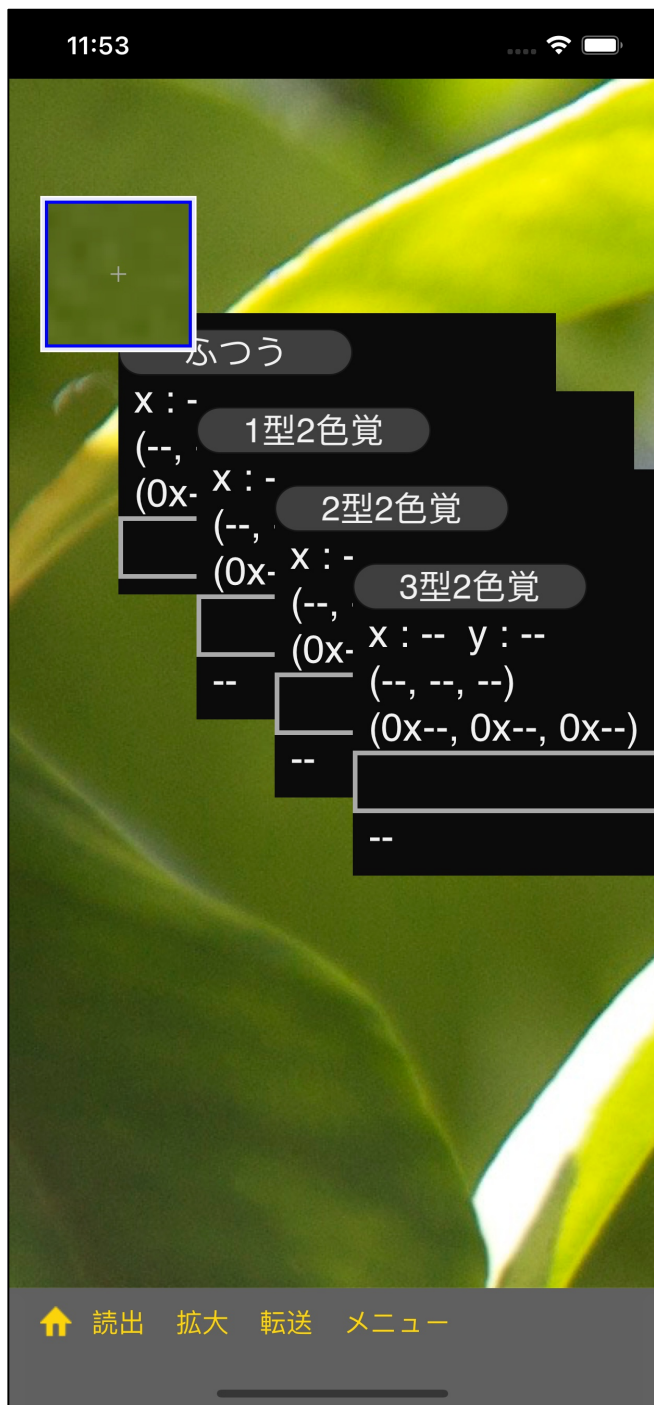 11:53
ふつう
x : -
(--,
(0x-
1型2色覚
x : -
(--,
(0x-
--
2型2色覚
x : -
(--,
(0x-
--
3型2色覚
x : -- y : --
(--, --, --)
(0x--, 0x--, 0x--)
--
読出 拡大 転送 メニュー